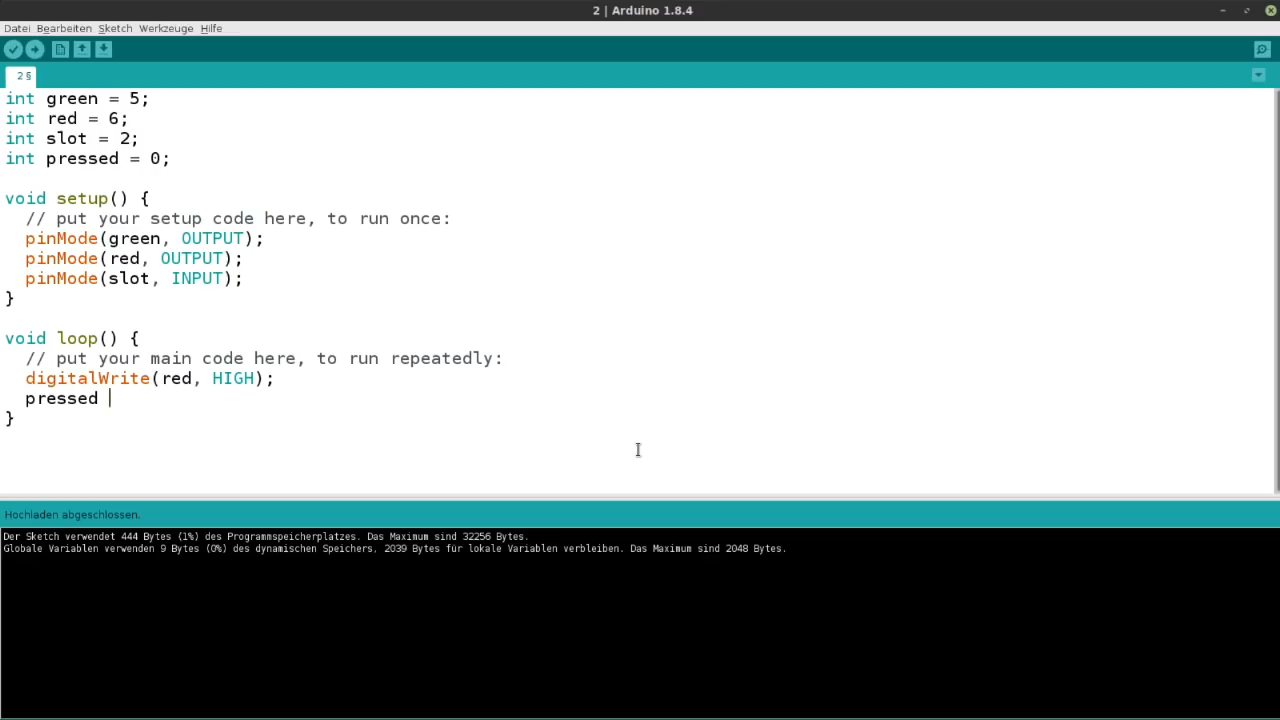 2 | Arduino 1.8.4
Datei Bearbeiten Sketch Werkzeuge Hilfe
2 §
int green = 5;
int red = 6;
int slot = 2;
int pressed = 0;
void setup() {
// put your setup code here, to run once:
pinMode(green, OUTPUT);
pinMode(red, OUTPUT);
pinMode(slot, INPUT);
}
void loop() {
// put your main code here, to run repeatedly:
digitalWrite(red, HIGH);
pressed
}
Hochladen abgeschlossen.
Der Sketch verwendet 444 Bytes (1%) des Programmspeicherplatzes. Das Maximum sind 32256 Bytes.
Globale Variablen verwenden 9 Bytes (0%) des dynamischen Speichers, 2039 Bytes für lokale Variablen verbleiben. Das Maximum sind 2048 Bytes.